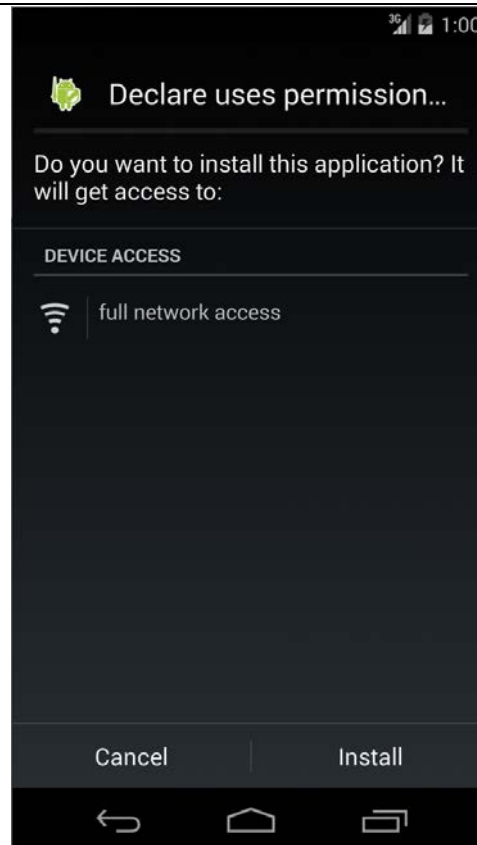 3G 1:00
Declare uses permission...
Do you want to install this application? It
will get access to:
DEVICE ACCESS
full network access
Cancel Install